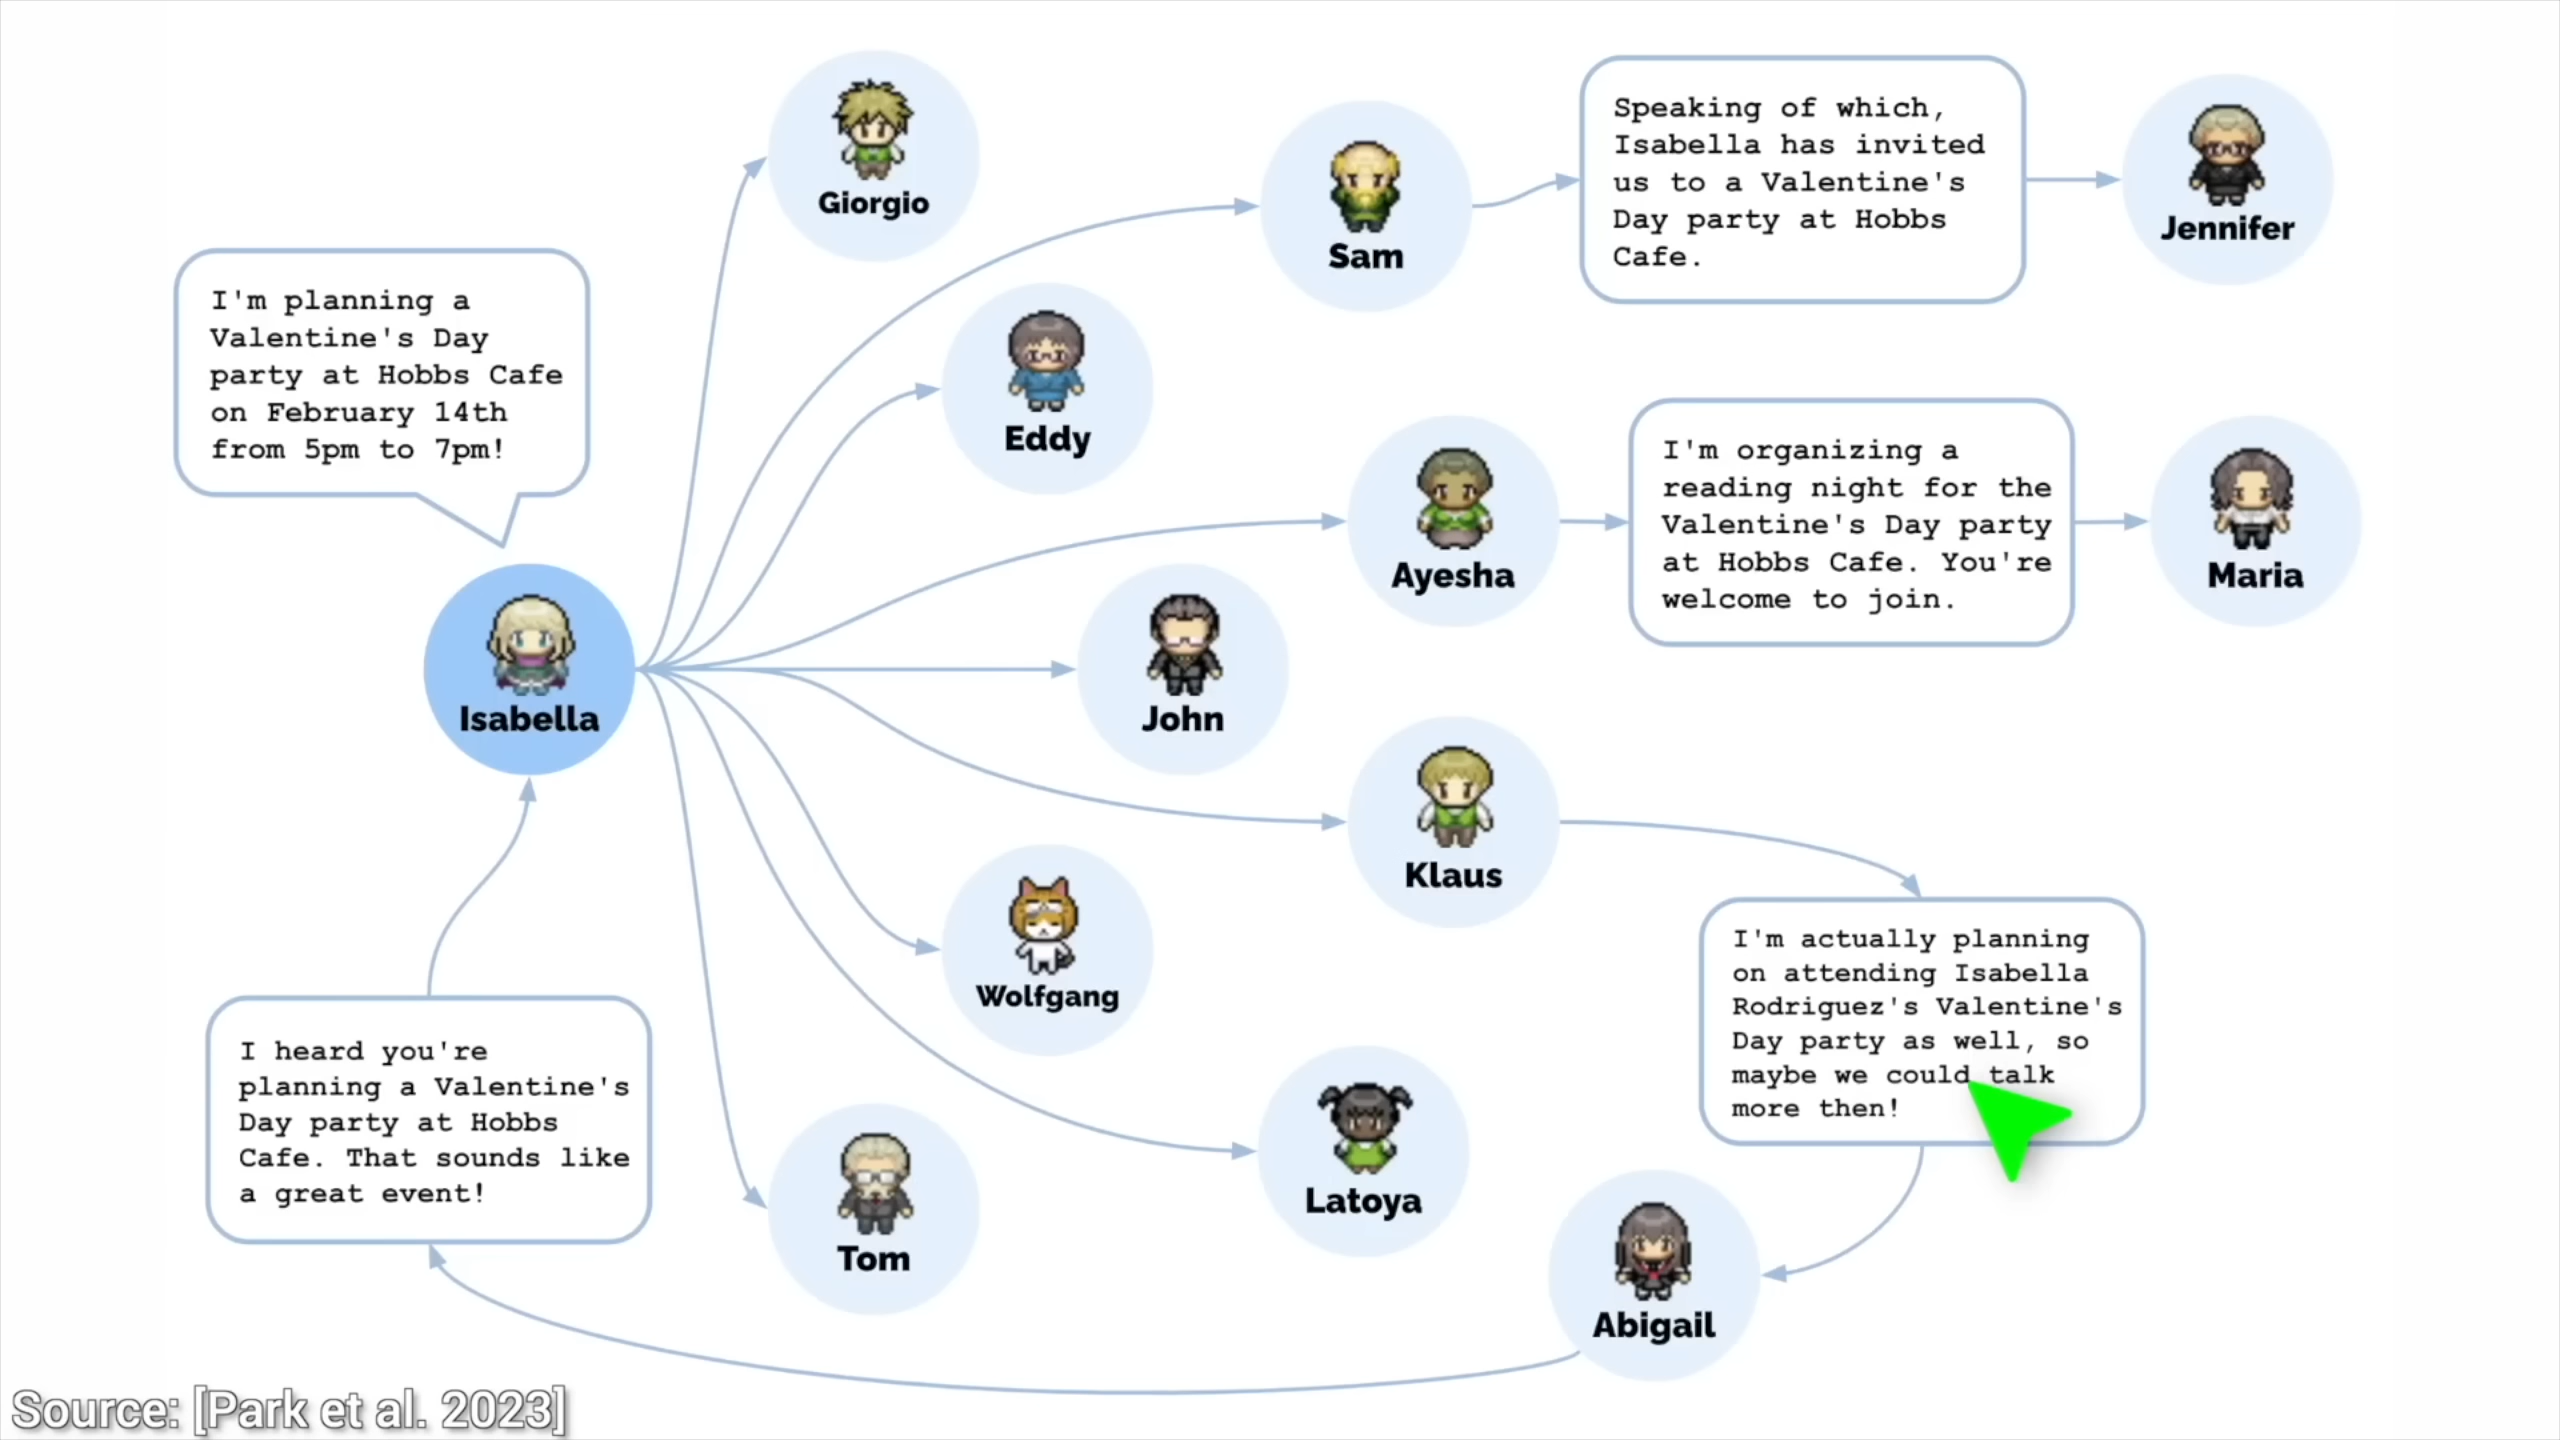 Giorgio
Sam
Speaking of which,
Isabella has invited
us to a Valentine's
Day party at Hobbs
Cafe.
Jennifer
I'm planning a
Valentine's Day
party at Hobbs Cafe
on February 14th
from 5pm to 7pm!
Eddy
Ayesha
I'm organizing a
reading night for the
Valentine's Day party
at Hobbs Cafe. You're
welcome to join.
Maria
Isabella
John
Klaus
Wolfgang
I'm actually planning
on attending Isabella
Rodriguez's Valentine's
Day party as well, so
maybe we could talk
more then!
I heard you're
planning a Valentine's
Day party at Hobbs
Cafe. That sounds like
a great event!
Tom
Latoya
Abigail
Source: [Park et al. 2023]